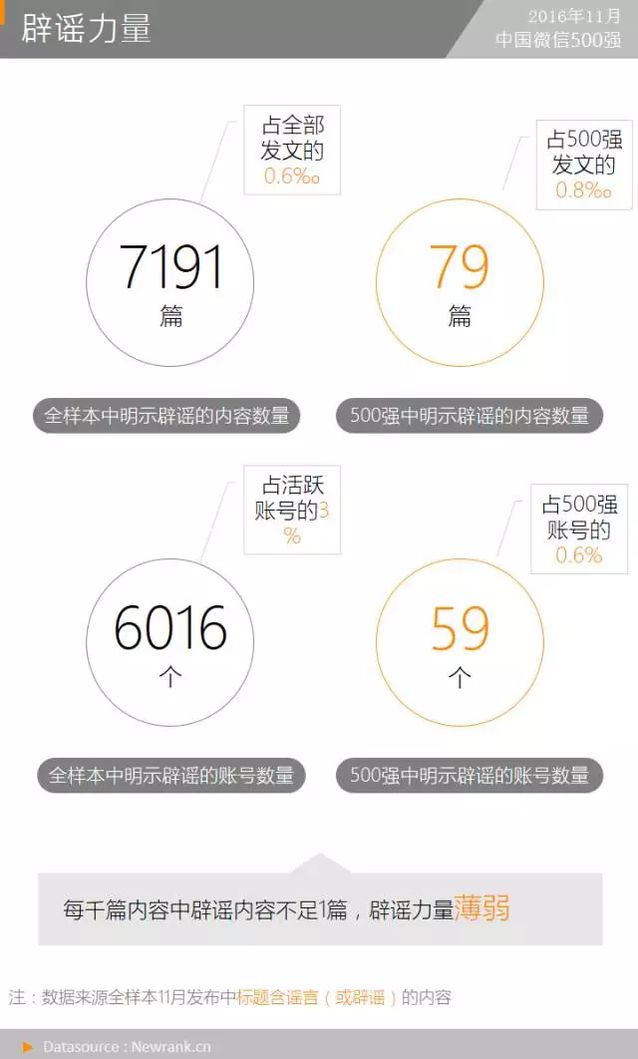 辟谣力量
2016年11月
中国微信500强
占全部
发文的
0.6‰
占500强
发文的
0.8‰
7191
篇
79
篇
全样本中明示辟谣的内容数量
500强中明示辟谣的内容数量
占活跃
账号的3
%
占500强
账号的
0.6%
6016
个
59
个
全样本中明示辟谣的账号数量
500强中明示辟谣的账号数量
每千篇内容中辟谣内容不足1篇，辟谣力量薄弱
注：数据来源全样本11月发布中标题含谣言（或辟谣）的内容
Datasource : Newrank.cn